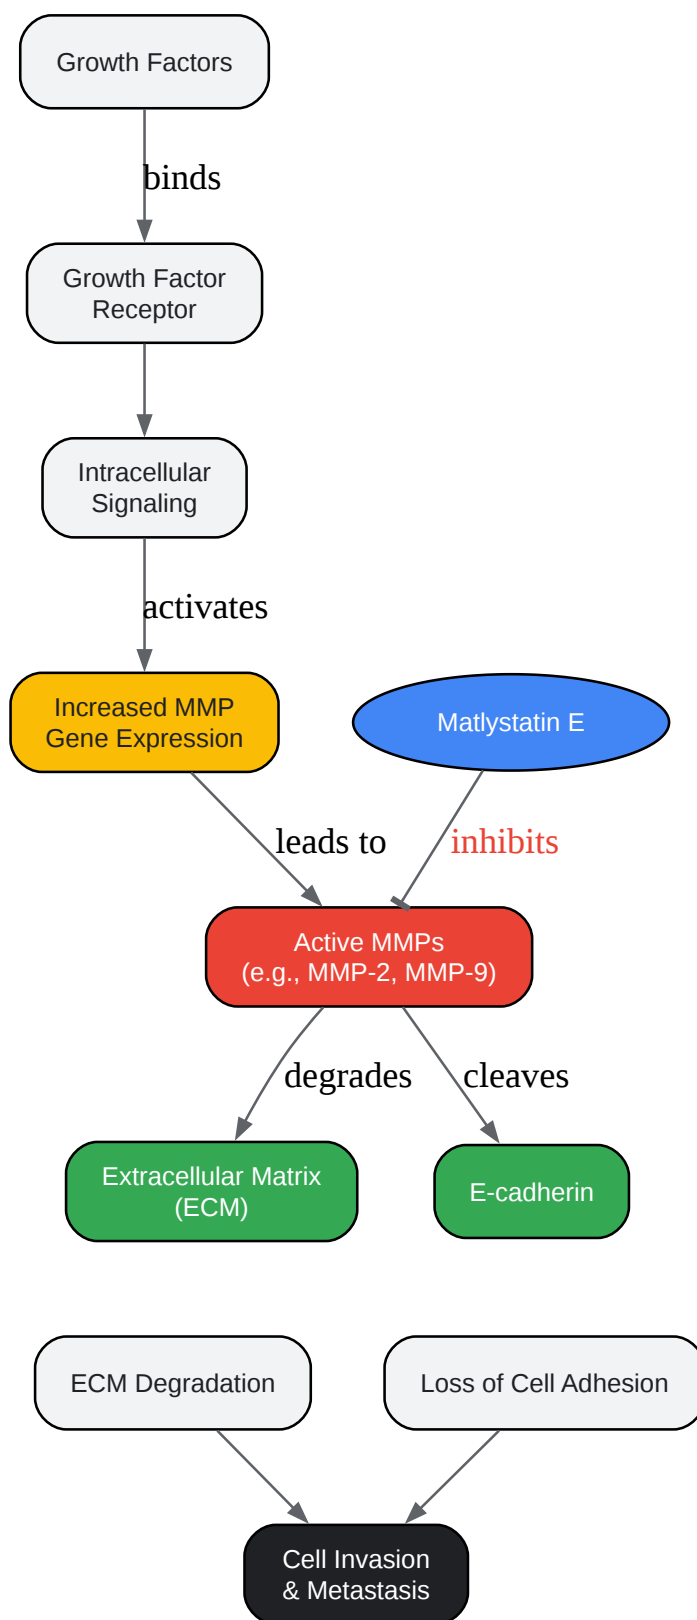 Growth Factors
binds
Growth Factor
Receptor
Intracellular
Signaling
activates
Increased MMP
Gene Expression
Matlystatin E
leads to
inhibits
Active MMPs
(e.g., MMP-2, MMP-9)
degrades
cleaves
Extracellular Matrix
(ECM)
E-cadherin
ECM Degradation
Loss of Cell Adhesion
Cell Invasion
& Metastasis